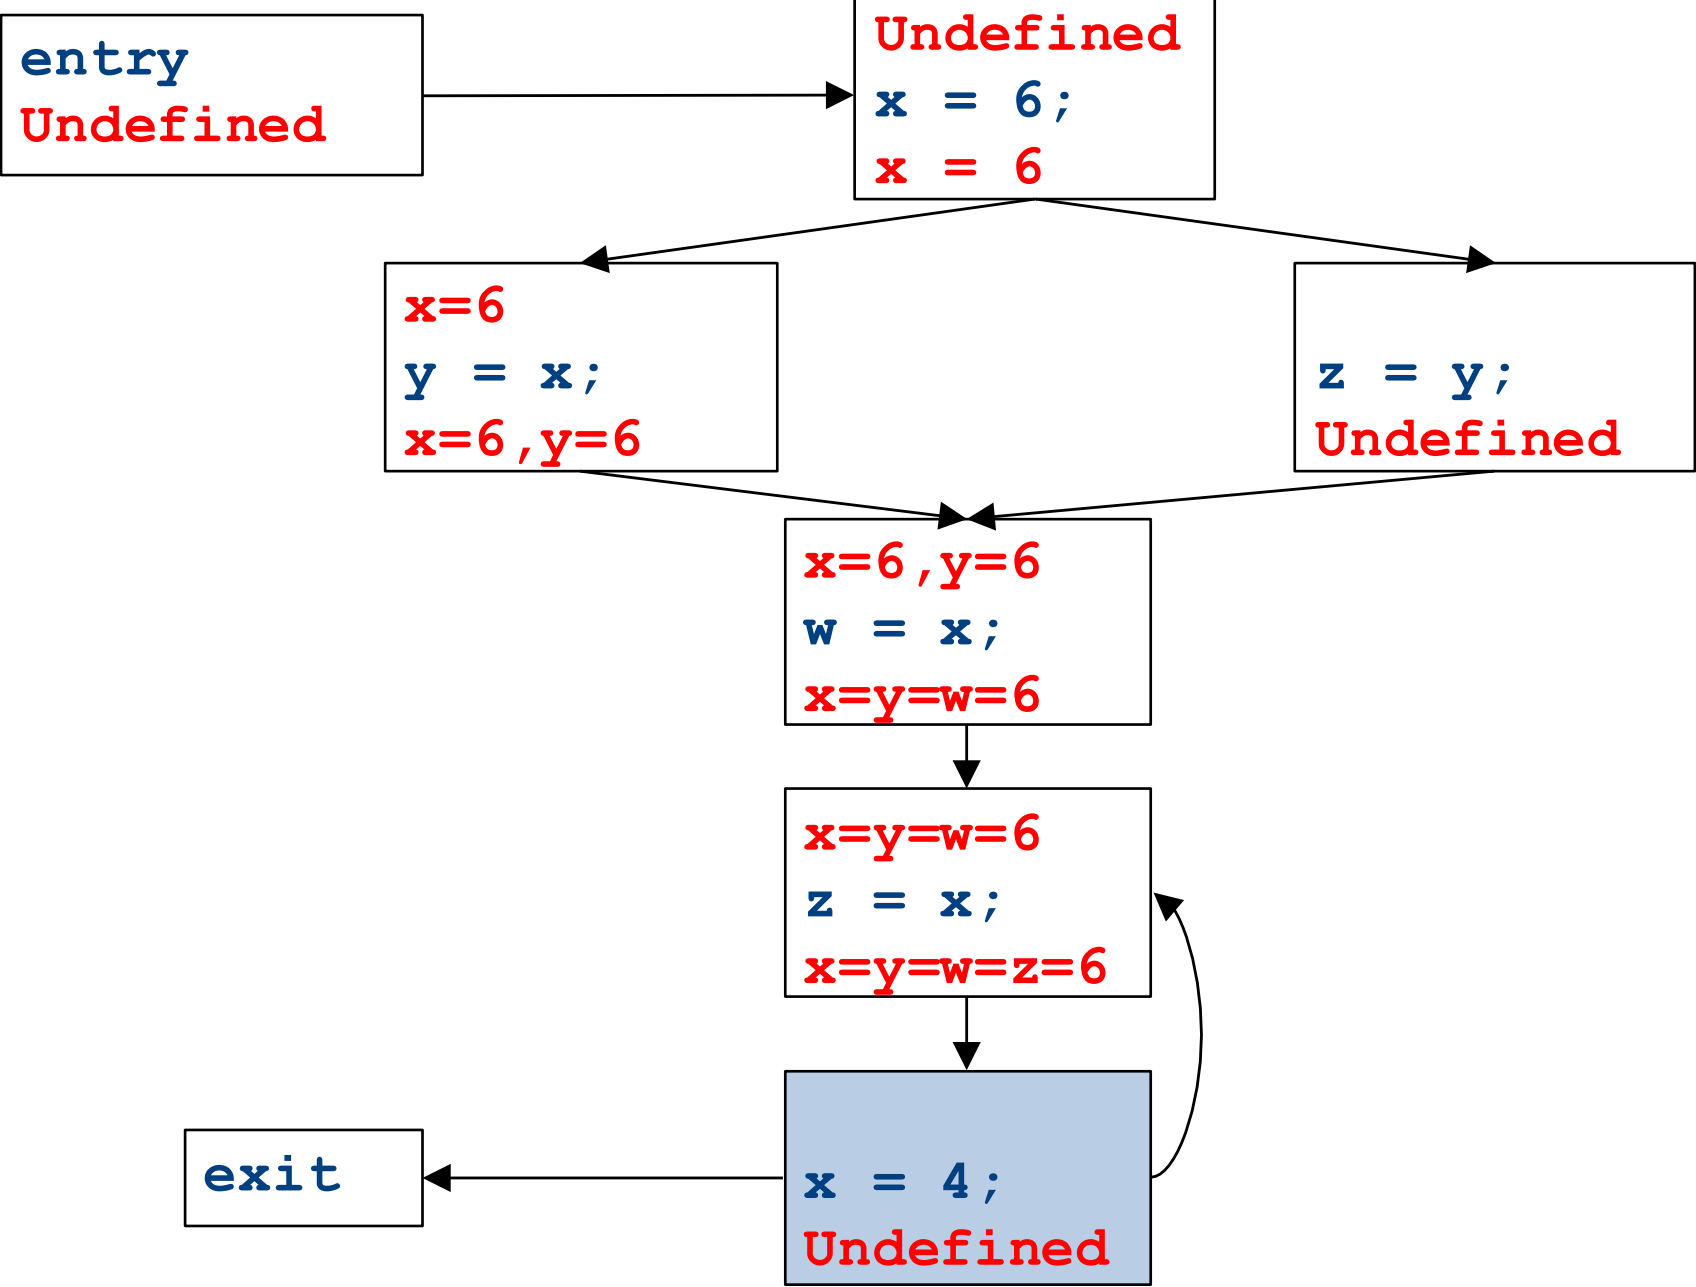 entry
Undefined
Undefined
x = 6;
x = 6
x=6
y = x;
x=6,y=6
z = y;
Undefined
x=6,y=6
w = x;
x=y=w=6
x=y=w=6
z = x;
x=y=w=z=6
exit
x = 4;
Undefined